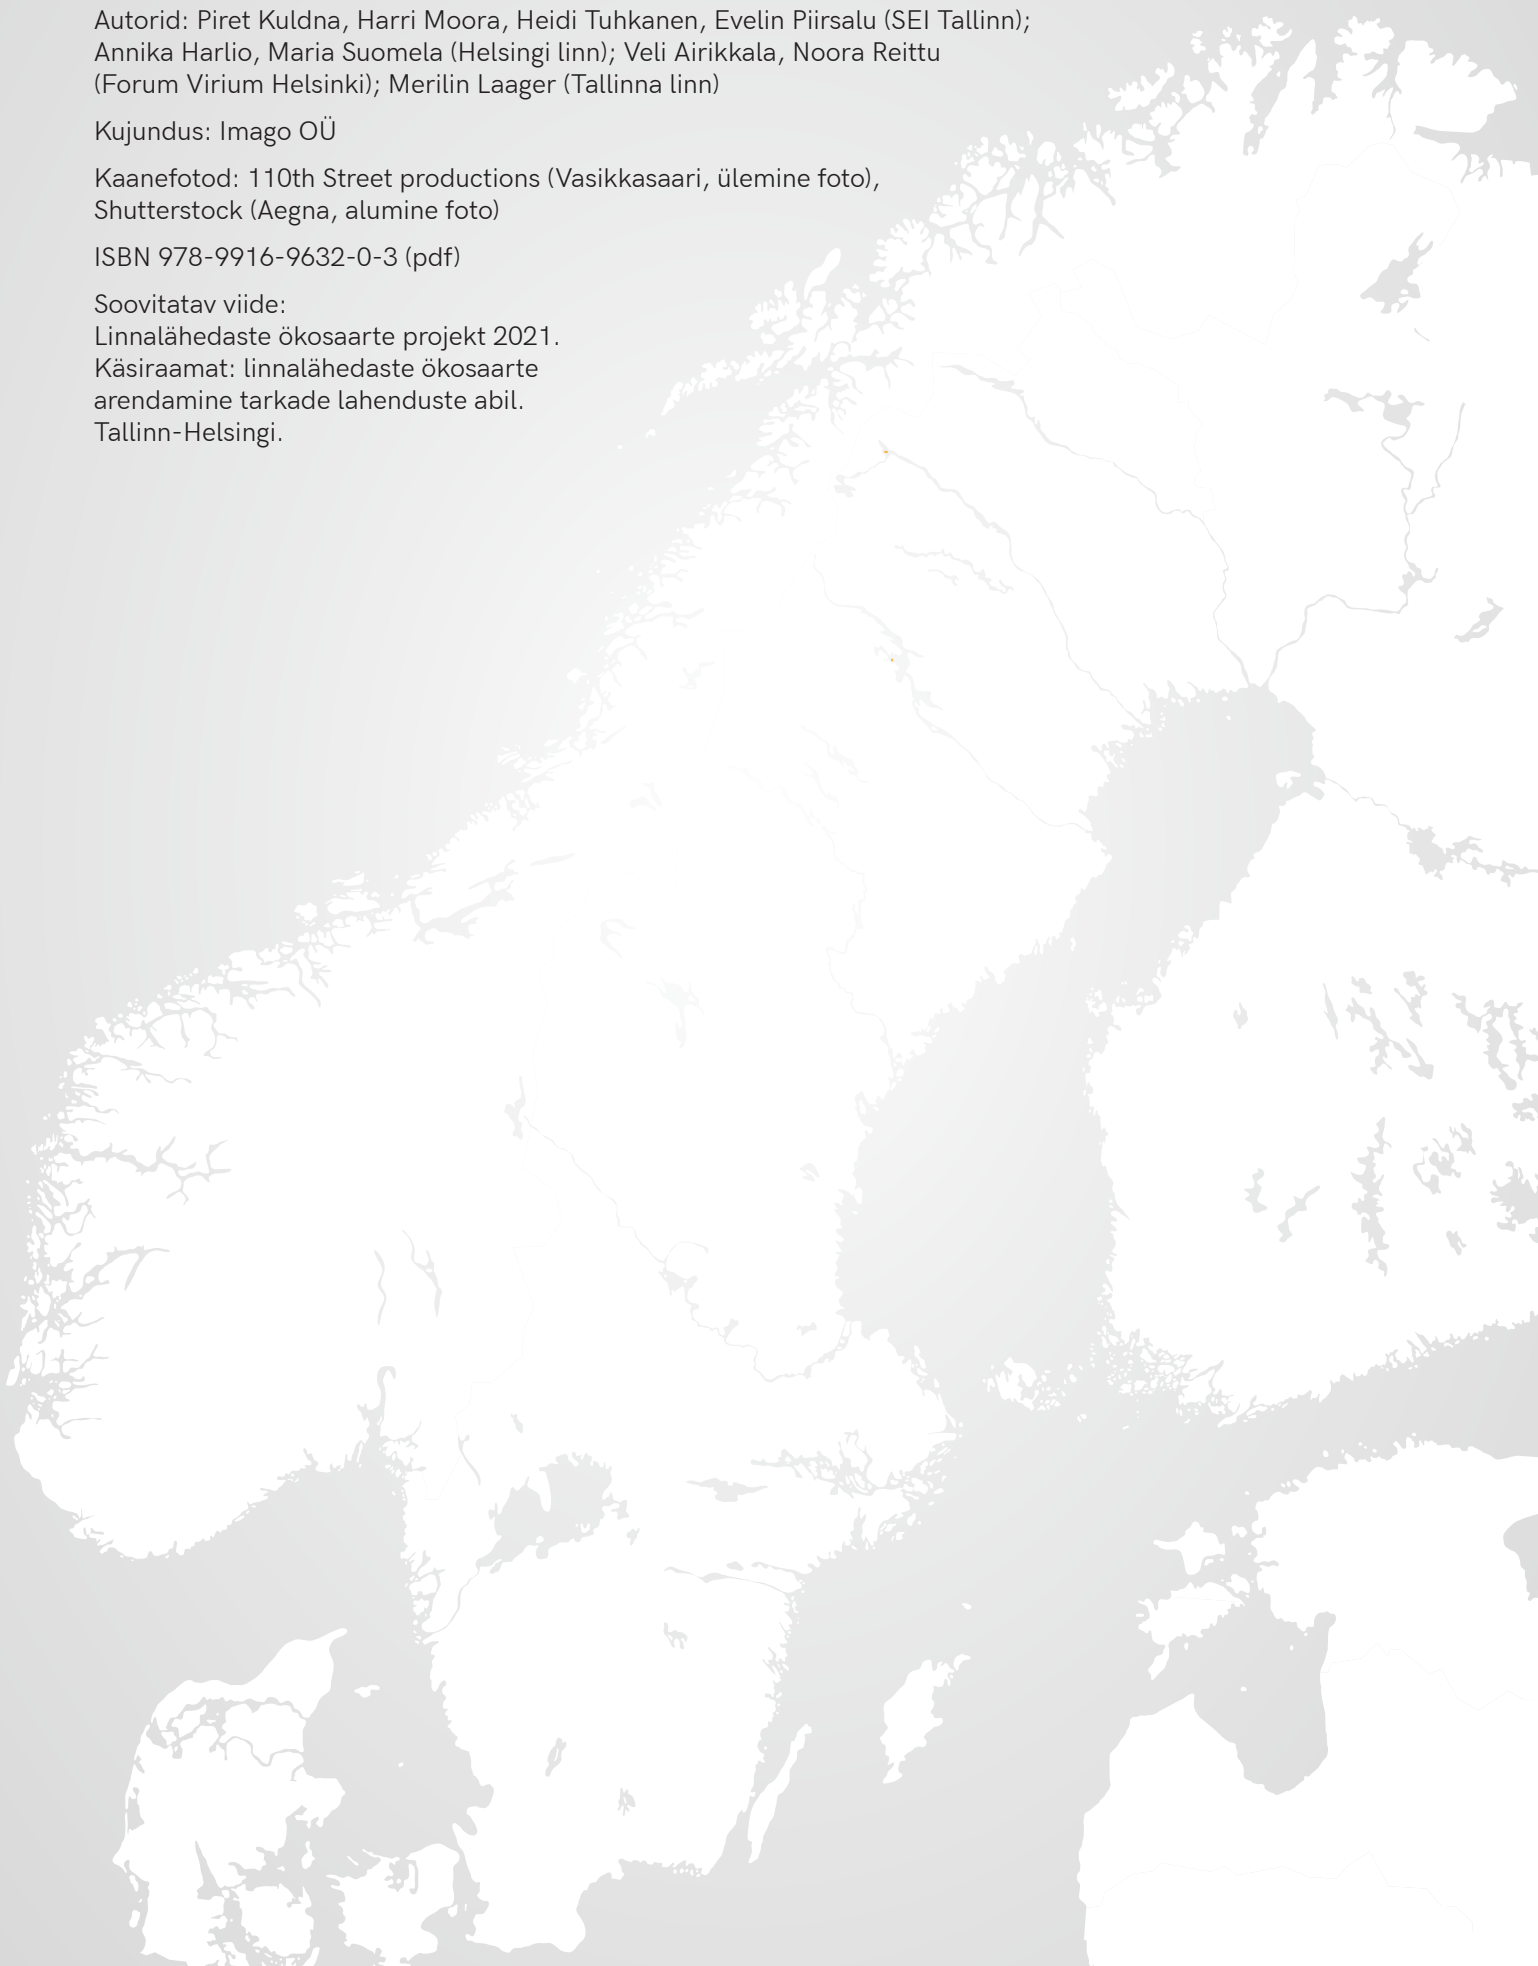 Autorid: Piret Kuldna, Harri Moora, Heidi Tuhkanen, Evelin Piirsalu (SEI Tallinn);
Annika Harlio, Maria Suomela (Helsingi linn); Veli Airikkala, Noora Reittu
(Forum Virium Helsinki); Merilin Laager (Tallinna linn)
Kujundus: Imago OÜ
Kaanefotod: 110th Street productions (Vasikkasaari, ülemine foto),
Shutterstock (Aegna, alumine foto)
ISBN 978-9916-9632-0-3 (pdf)
Soovitatav viide:
Linnalähedaste ökosaarte projekt 2021.
Käsiraamat: linnalähedaste ökosaarte
arendamine tarkade lahenduste abil.
Tallinn-Helsingi.